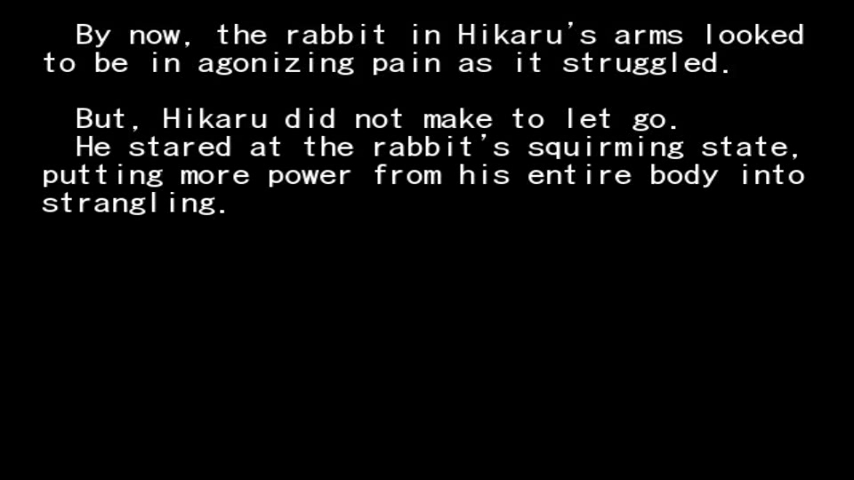 By now, the rabbit in Hikaru's arms looked
to be in agonizing pain as it struggled.
But, Hikaru did not make to let go.
He stared at the rabbit's squirming state,
putting more power from his entire body into
strangling.